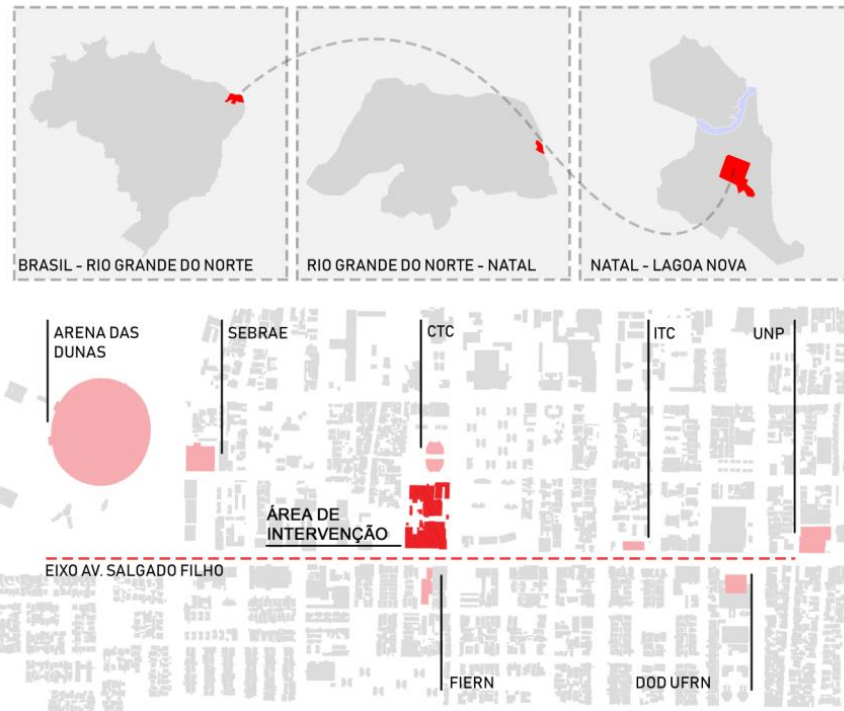 BRASIL - RIO GRANDE DO NORTE
RIO GRANDE DO NORTE - NATAL
NATAL - LAGOA NOVA
ARENA DAS
DUNAS
SEBRAE
CTC
ITC
UNP
ÁREA DE
INTERVENÇÃO
EIXO AV. SALGADO FILHO
FIERN
DOD UFRN